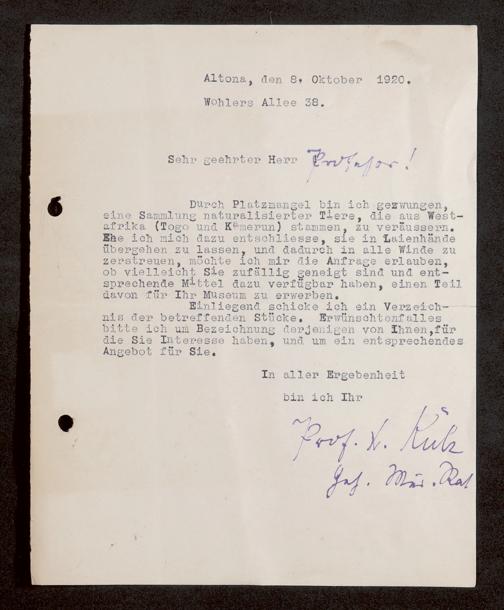 Altona, den 8. Oktober 1920.
Wohlers Allee 38.
Sehr geehrter Herr Professor!
Durch Platzmangel bin ich gezwungen,
eine Sammlung naturalisierter Tiere, die aus West-
afrika (Togo und Kamerun) stammen, zu veräussern.
Ehe ich mich dazu entschliesse, sie in Laienhände
übergehen zu lassen, und dadurch in alle Winde zu
zerstreuen, möchte ich mir die Anfrage erlauben,
ob vielleicht Sie zufällig geneigt sind und ent-
sprechende Mittel dazu verfügbar haben, einen Teil
davon für Ihr Museum zu erwerben.
Einliegend schicke ich ein Verzeich-
nis der betreffenden Stücke. Erwünschtenfalles
bitte ich um Bezeichnung derjenigen von Ihnen,für
die Sie Interesse haben, und um ein entsprechendes
Angebot für Sie.
In aller Ergebenheit
bin ich Ihr
Prof. Külz
Geh. Rat